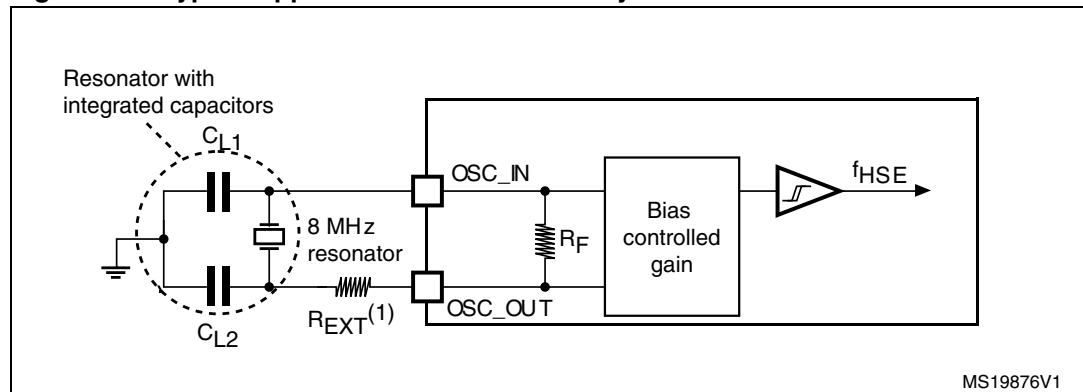 Resonator with
integrated capacitors
CL1
OSC_IN
fHSE
8 MHz
resonator
RF
Bias
controlled
gain
REXT(1)
OSC_OUT
CL2
MS19876V1